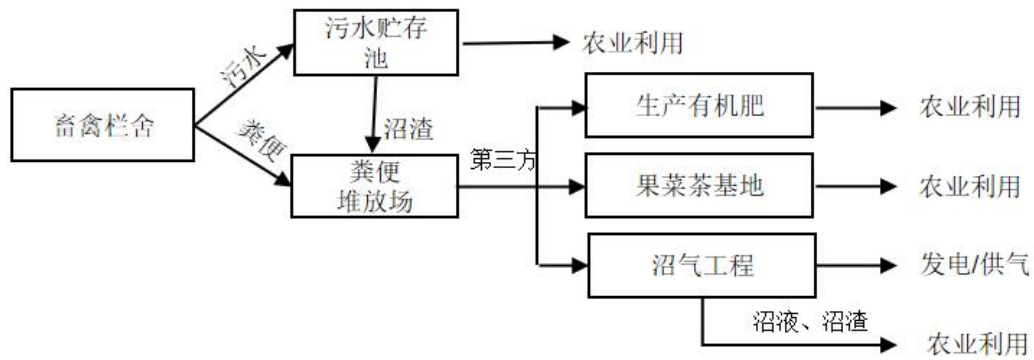 污水贮存
池
农业利用
污水
畜禽栏舍
粪便
沼渣
生产有机肥
农业利用
粪便
堆放场
第三方
果菜茶基地
农业利用
沼气工程
发电/供气
沼液、沼渣
农业利用